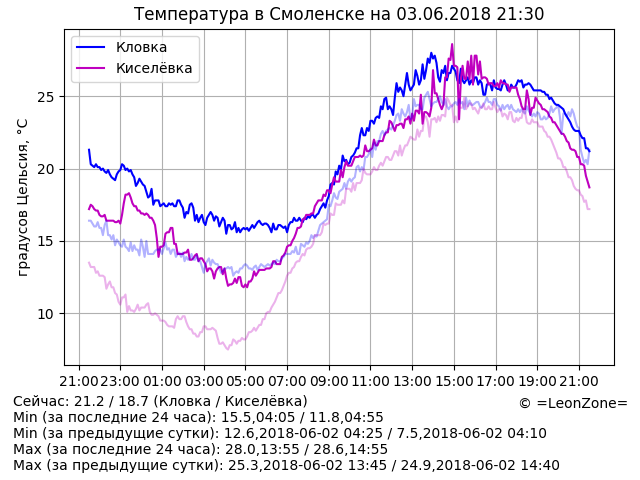 Температура в Смоленске на 03.06.2018 21:30
Кловка
Киселёвка
градусов Цельсия, °C
25
20
15
10
21:00 23:00 01:00 03:00 05:00 07:00 09:00 11:00 13:00 15:00 17:00 19:00 21:00
Сейчас: 21.2 / 18.7 (Кловка / Киселёвка)
© =LeonZone=
Min (за последние 24 часа): 15.5,04:05 / 11.8,04:55
Min (за предыдущие сутки): 12.6,2018-06-02 04:25 / 7.5,2018-06-02 04:10
Max (за последние 24 часа): 28.0,13:55 / 28.6,14:55
Max (за предыдущие сутки): 25.3,2018-06-02 13:45 / 24.9,2018-06-02 14:40